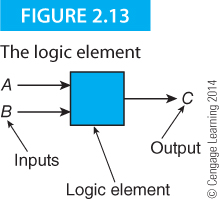 FIGURE 2.13
The logic element
A
B
C
Inputs
Output
Logic element
© Cengage Learning 2014